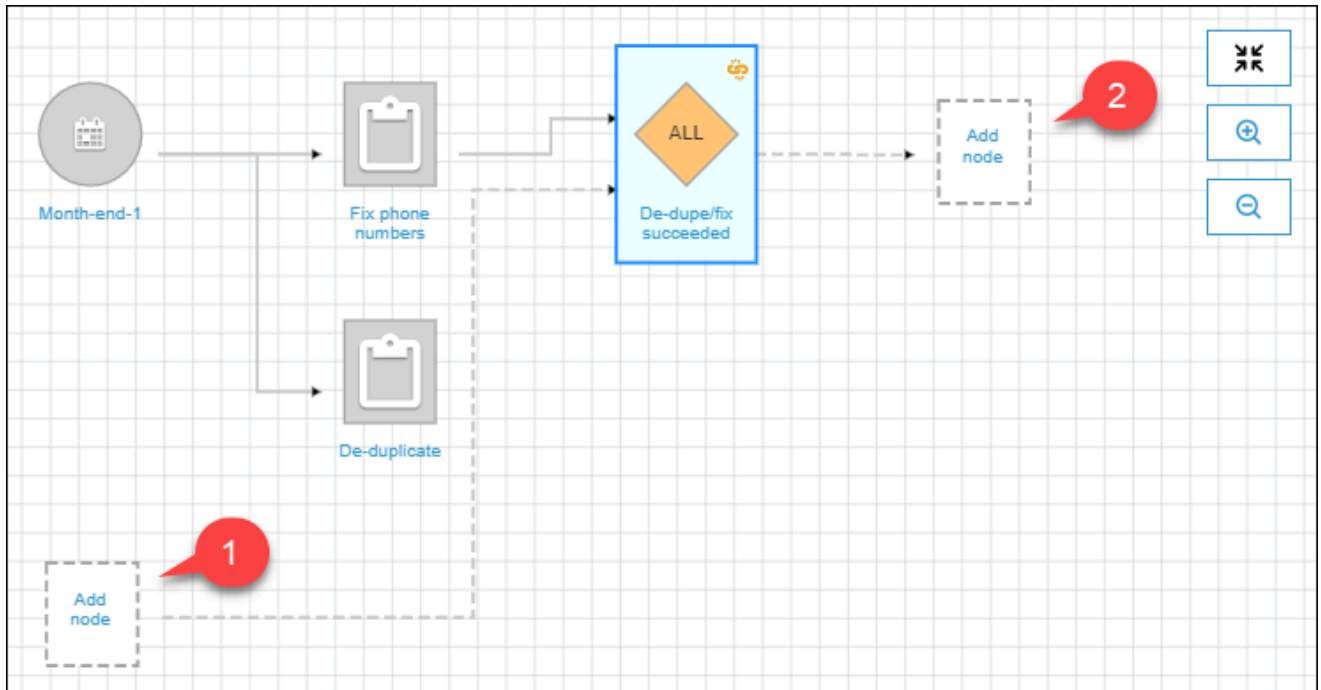 ALL
2
Add
node
Month-end-1
Fix phone
numbers
De-dupe/fix
succeeded
De-duplicate
1
Add
node